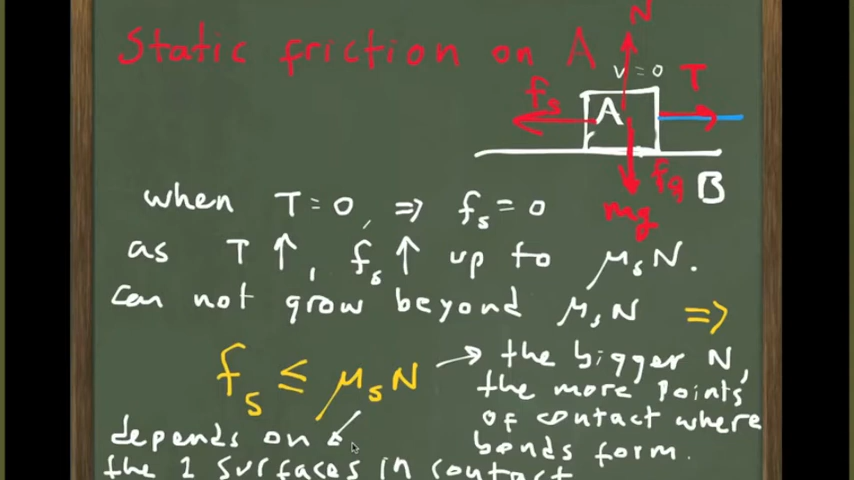 Static friction on A
N
v = 0
T
fs
A
fg
B
mg
when T = 0, ⇒ fs = 0
as T ↑, fs ↑ up to μsN.
can not grow beyond μsN ⇒
fs ≤ μsN → the bigger N,
the more points
of contact where
bonds form.
depends on
the 2 surfaces in contact